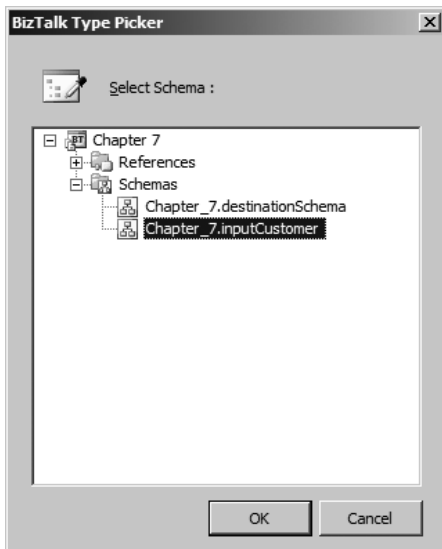 BizTalk Type Picker
Select Schema :
Chapter 7
References
Schemas
Chapter_7.destinationSchema
Chapter_7.inputCustomer
OK Cancel